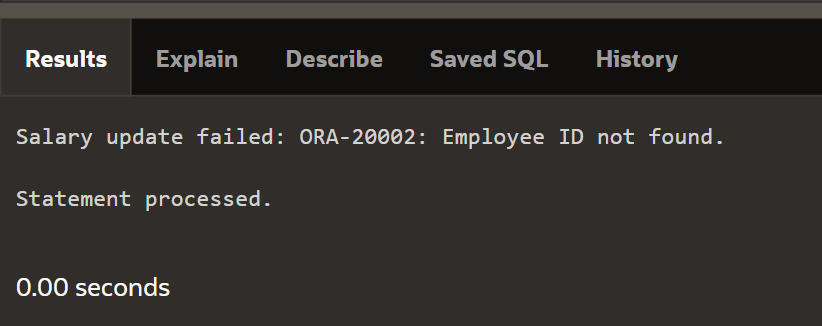 Results Explain Describe Saved SQL History
Salary update failed: ORA-20002: Employee ID not found.
Statement processed.
0.00 seconds